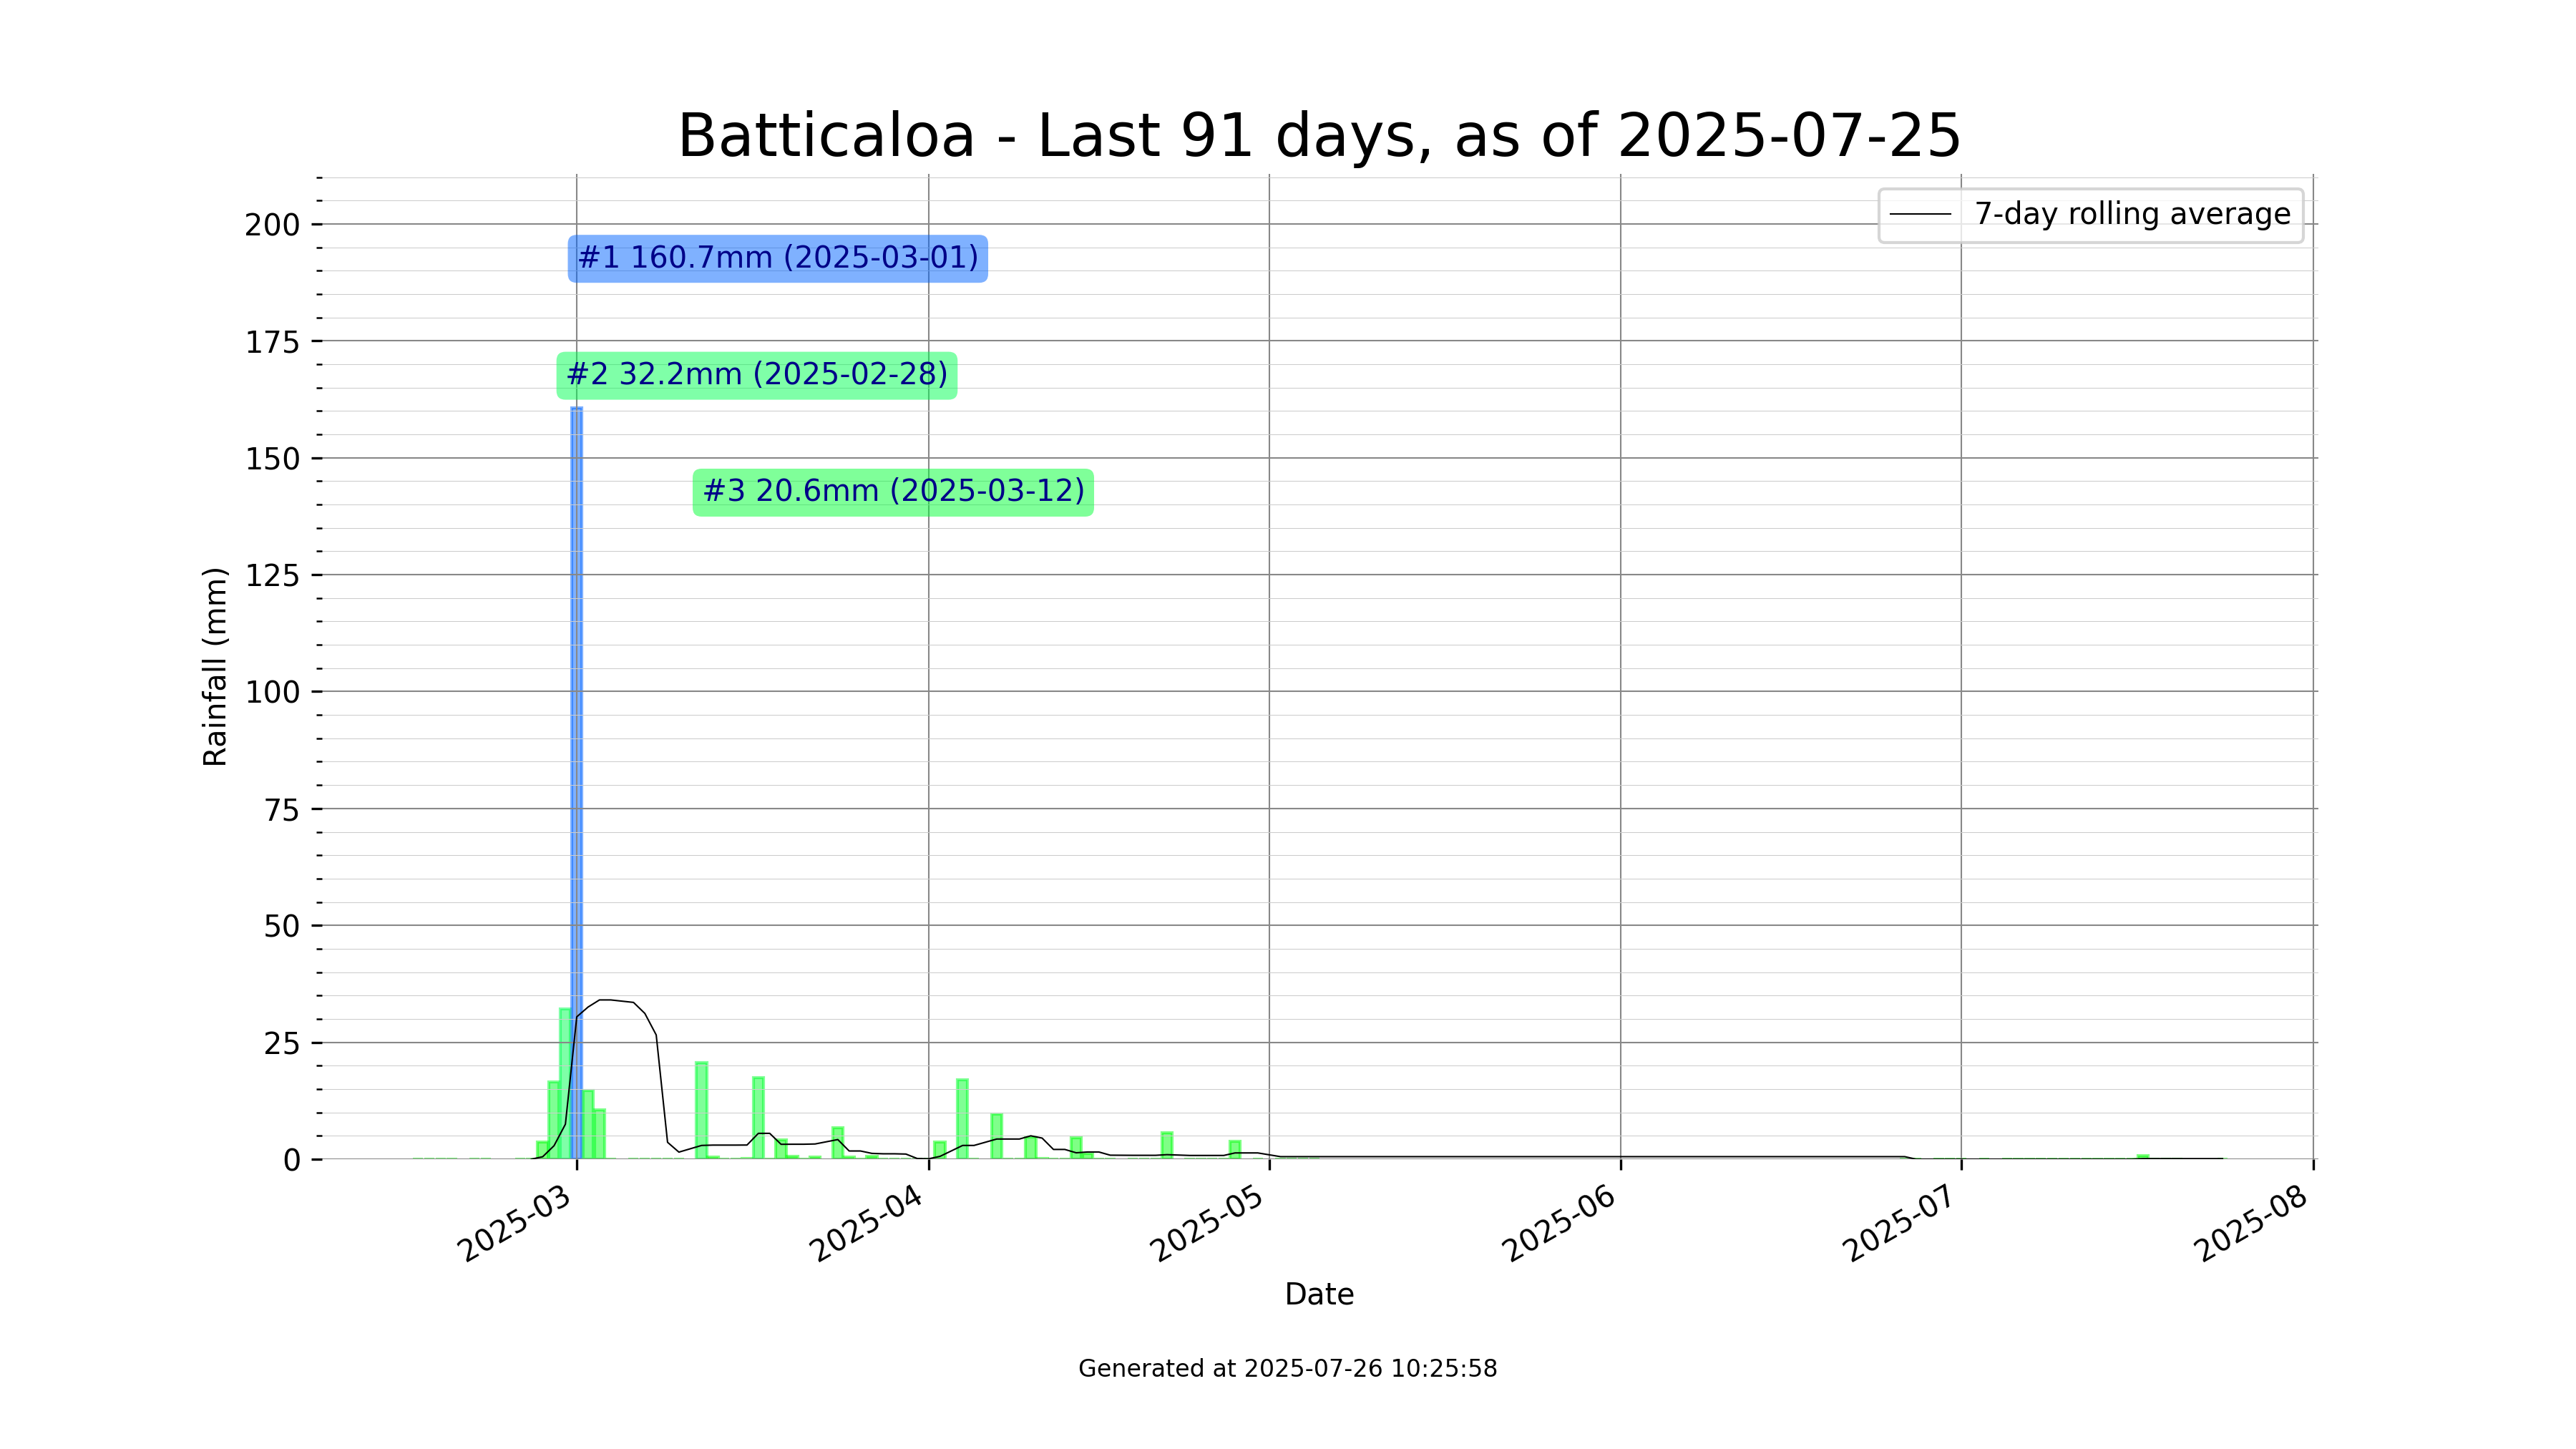 Batticaloa - Last 91 days, as of 2025-07-25
7-day rolling average
200
175
150
125
100
75
50
25
0
Rainfall (mm)
#1 160.7mm (2025-03-01)
#2 32.2mm (2025-02-28)
#3 20.6mm (2025-03-12)
2025-03
2025-04
2025-05
2025-06
2025-07
2025-08
Date
Generated at 2025-07-26 10:25:58